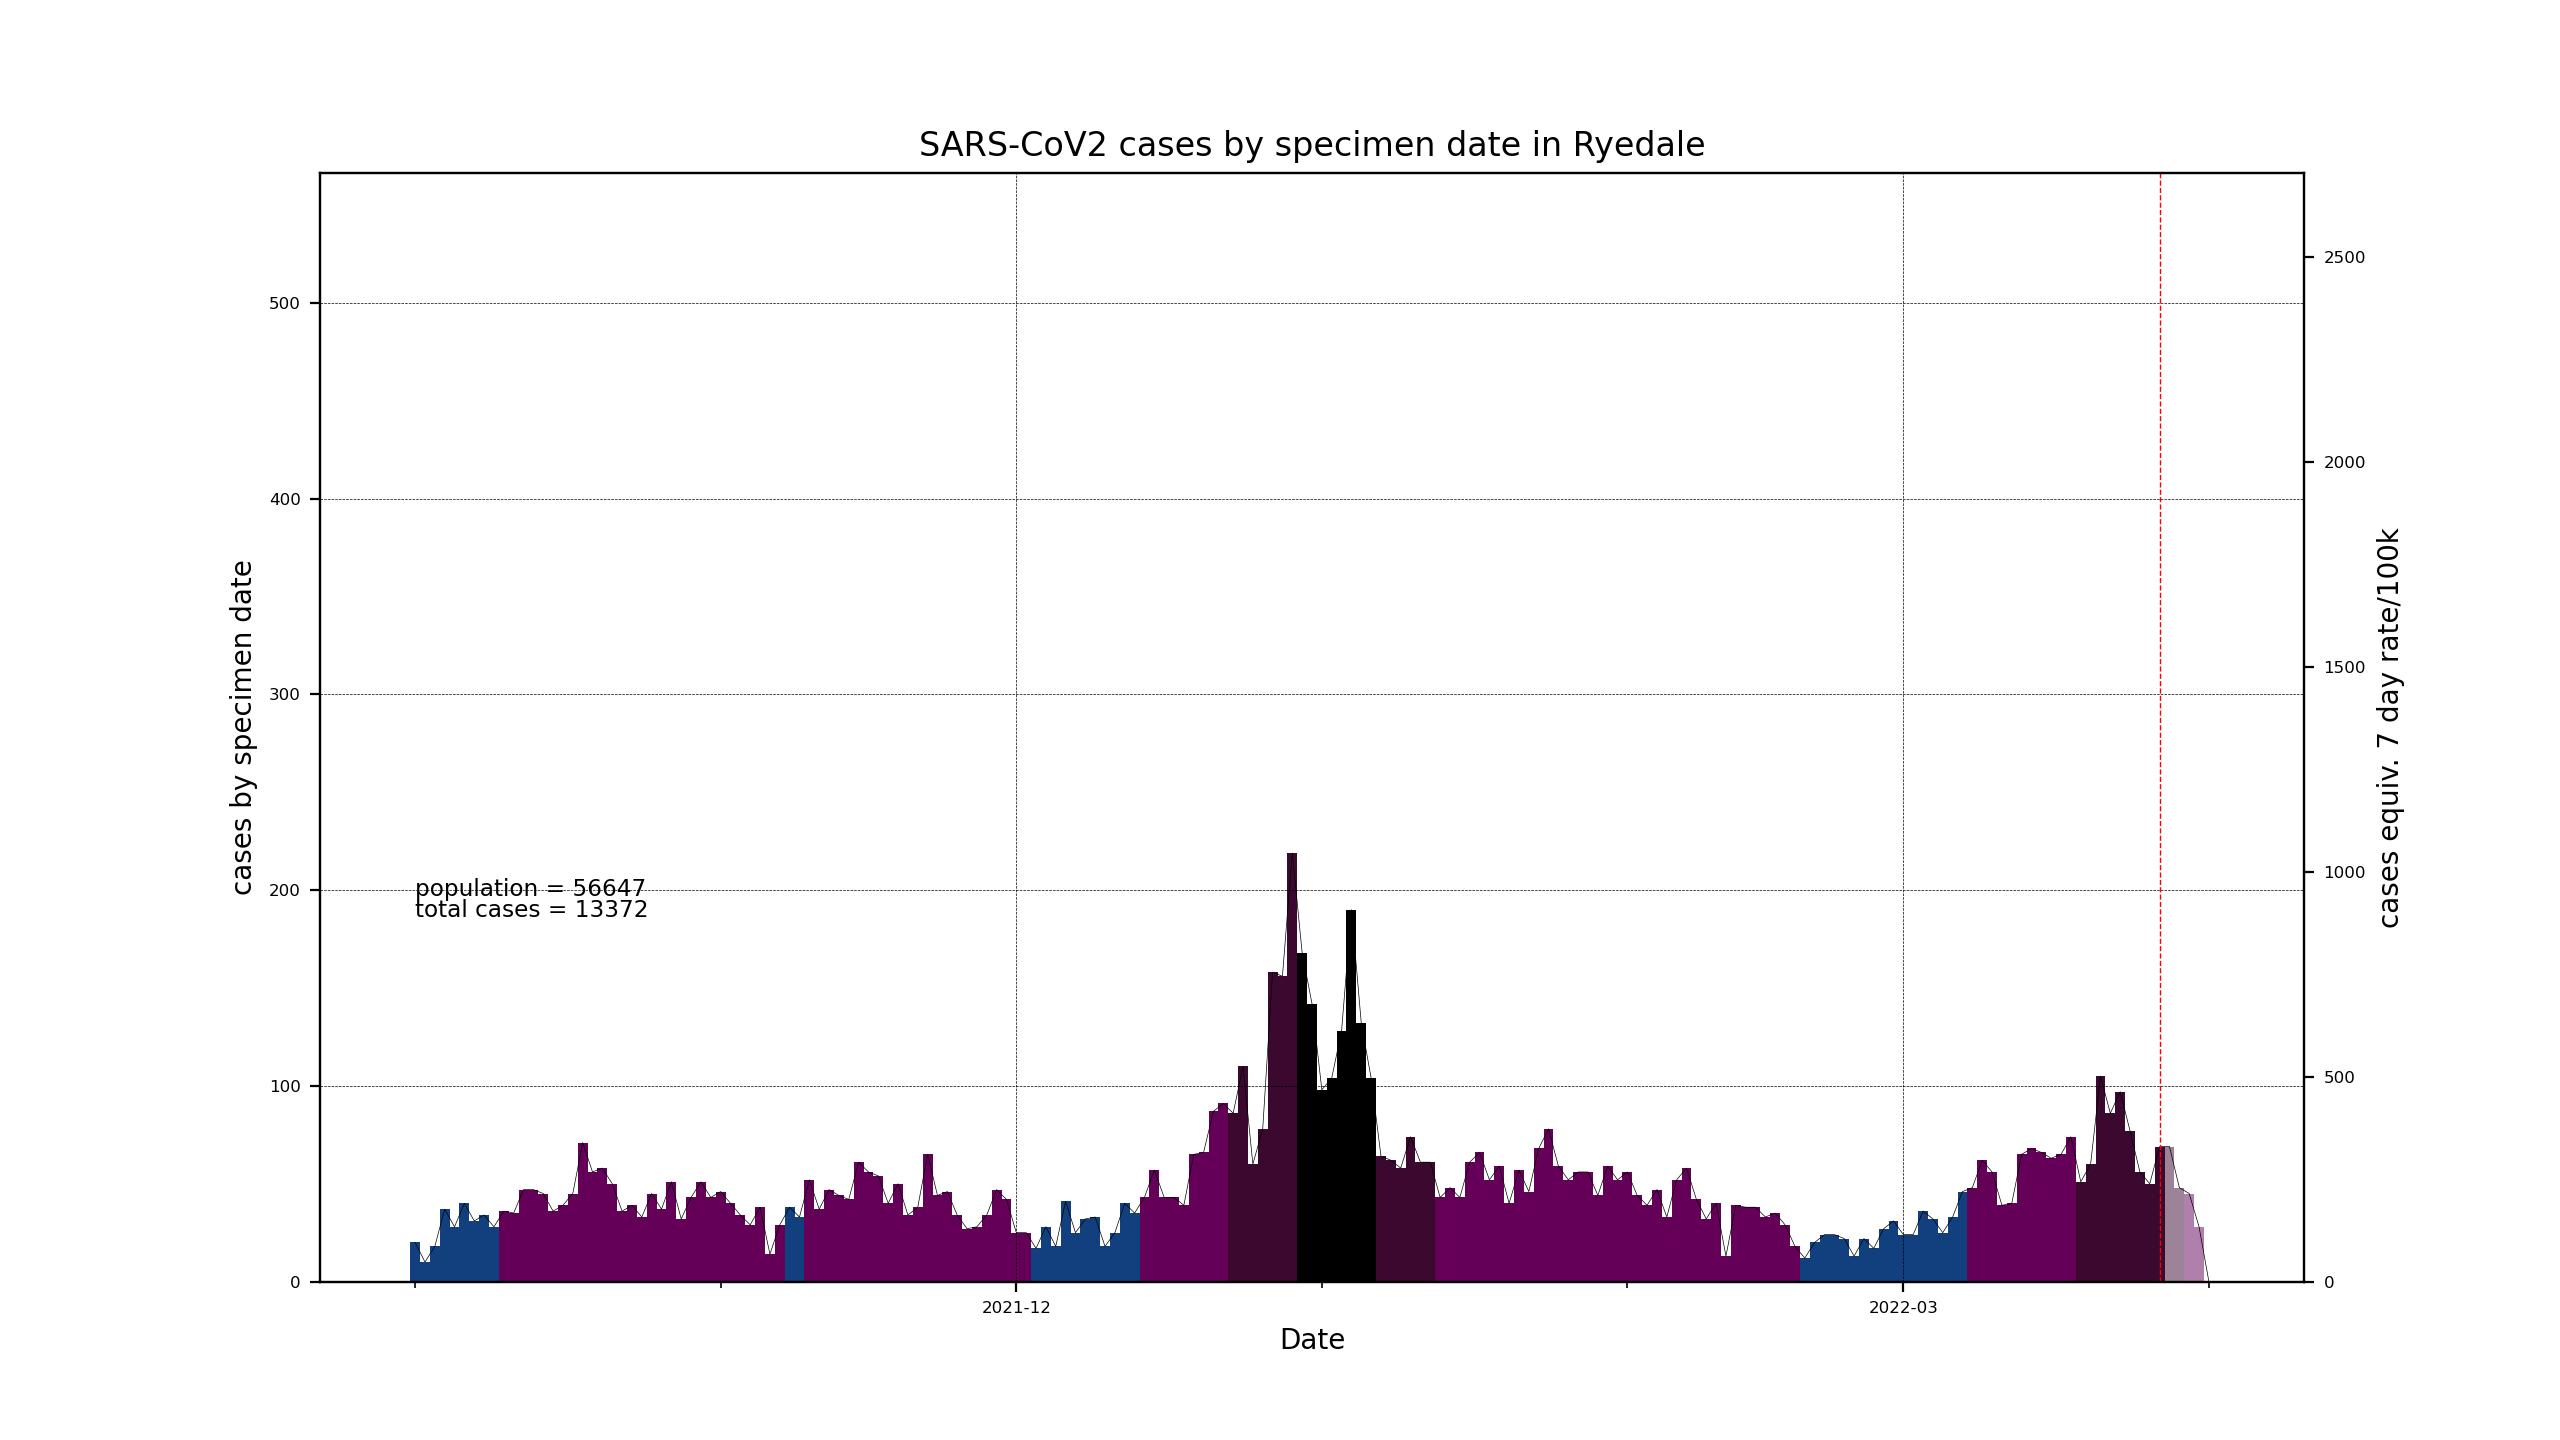 SARS-CoV2 cases by specimen date in Ryedale
cases by specimen date
500
400
300
200
100
0
population = 56647
total cases = 13372
2500
2000
1500
1000
500
0
cases equiv. 7 day rate/100k
2021-12
2022-03
Date